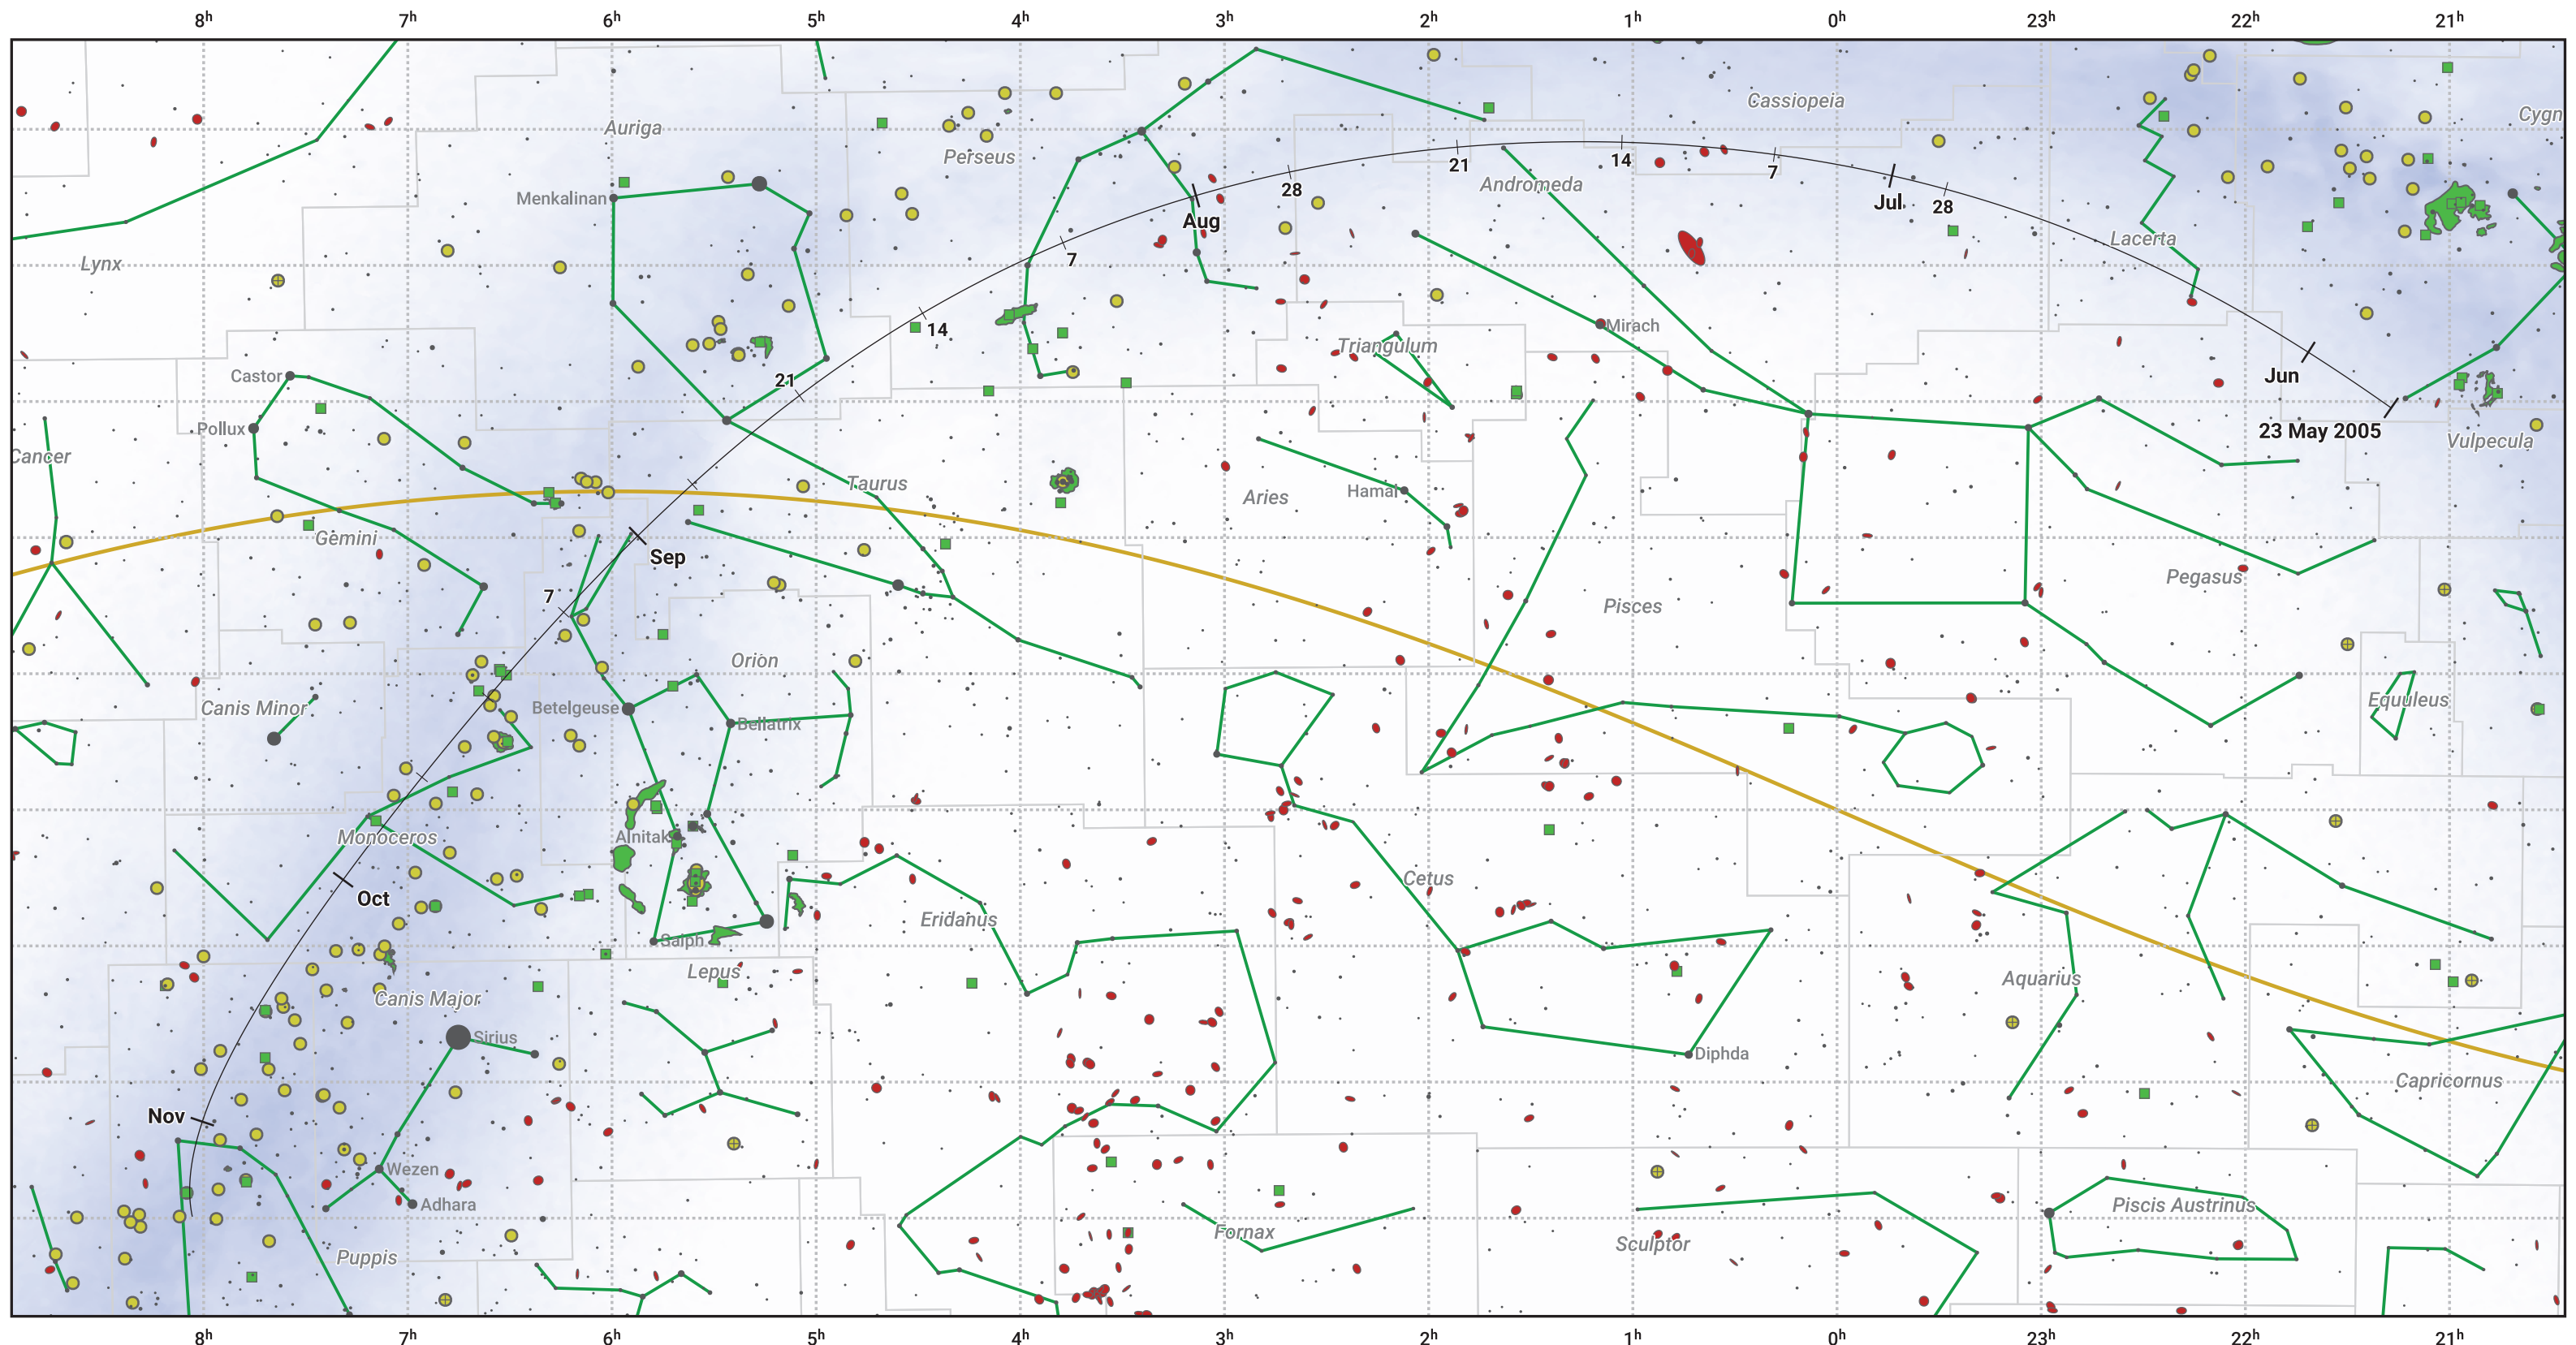 8h 7h 6h 5h 4h 3h 2h 1h 0h 23h 22h 21h
Cassiopeia
Cygn
Auriga
Perseus
14
21
7
28
Andromeda
Menkalinan
Jul
28
Aug
Lacerta
7
Lynx
14
Mirach
Triangulum
Castor
21
Jun
Pollux
23 May 2005
Vulpecula
Cancer
Taurus
Hamal
Aries
Gemini
Sep
Pegasus
7
Pisces
Orion
Equuleus
Canis Minor
Betelgeuse
Bellatrix
Monoceros
Alnitak
Cetus
Oct
Eridanus
Saiph
Lepus
Aquarius
Canis Major
Sirius
Diphda
Capricornus
Nov
Wezen
Adhara
Piscis Austrinus
Fornax
Sculptor
Puppis
8h 7h 6h 5h 4h 3h 2h 1h 0h 23h 22h 21h